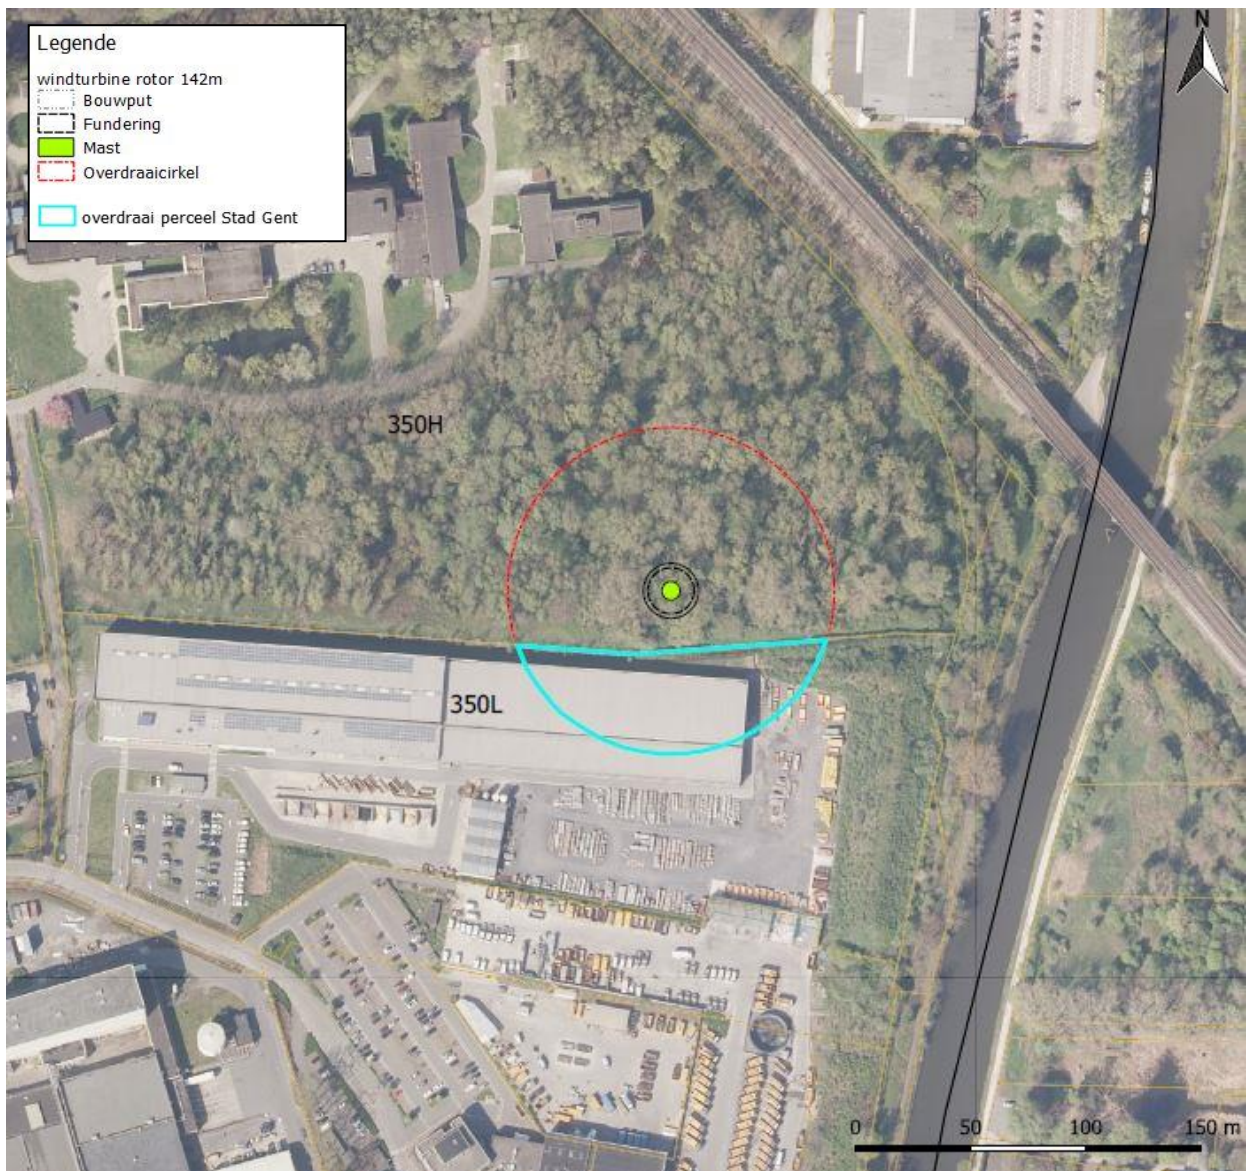 Legende
windturbine rotor 142m
Bouwput
Fundering
Mast
Overdraaicirkel
overdraai perceel Stad Gent
N
350H
350L
0 50 100 150 m